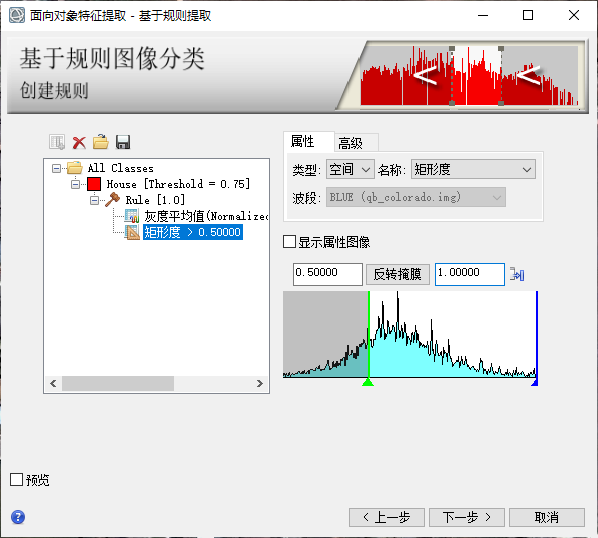 面向对象特征提取 - 基于规则提取
基于规则图像分类
创建规则
属性 高级
All Classes
House [Threshold = 0.75]
Rule [1.0]
灰度平均值(Normalized
矩形度 > 0.50000
类型: 空间 名称: 矩形度
波段: BLUE (qb_colorado.img)
显示属性图像
0.50000 反转掩膜 1.00000
预览
< 上一步 下一步 > 取消